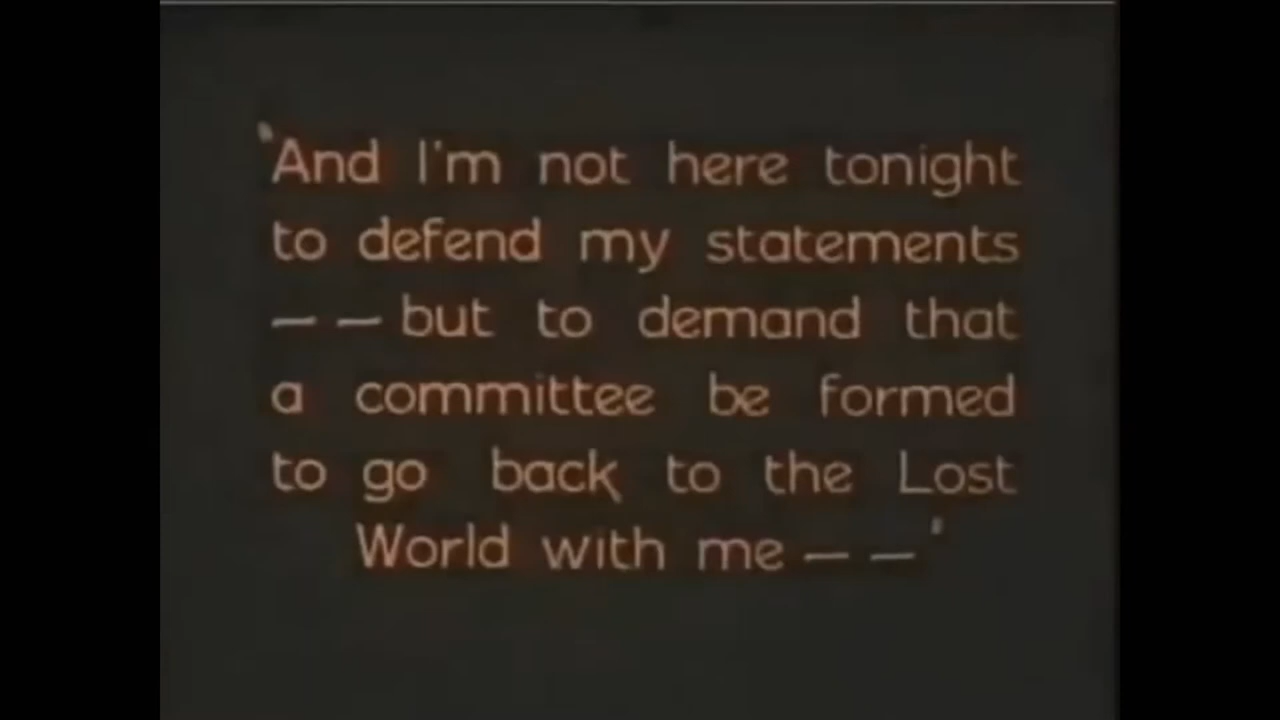 "And I'm not here tonight
to defend my statements
— — but to demand that
a committee be formed
to go back to the Lost
World with me — — "